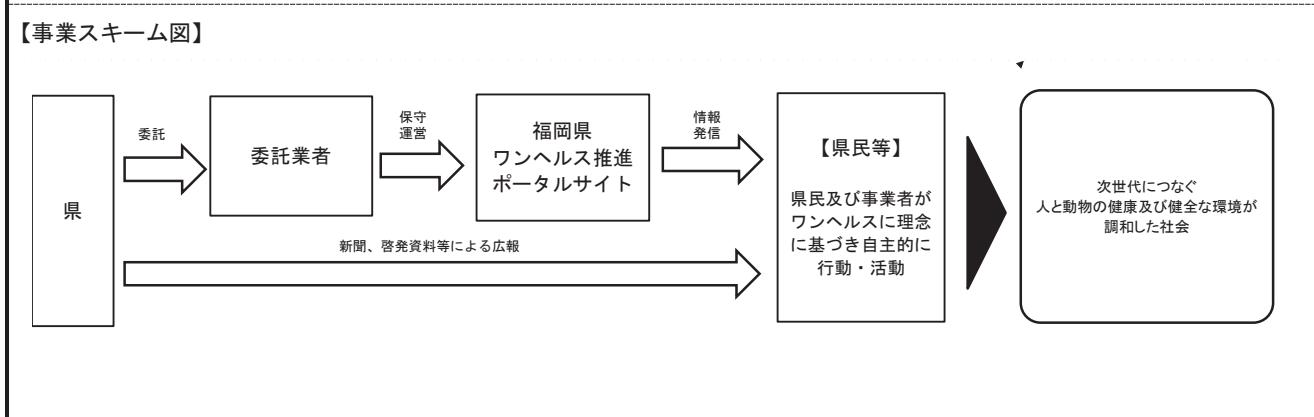 【事業スキーム図】
県
委託
委託業者
保守
運営
福岡県
ワンヘルス推進
ポータルサイト
情報
発信
新聞、啓発資料等による広報
【県民等】
県民及び事業者が
ワンヘルスに理念
に基づき自主的に
行動・活動
次世代につなぐ
人と動物の健康及び健全な環境が
調和した社会